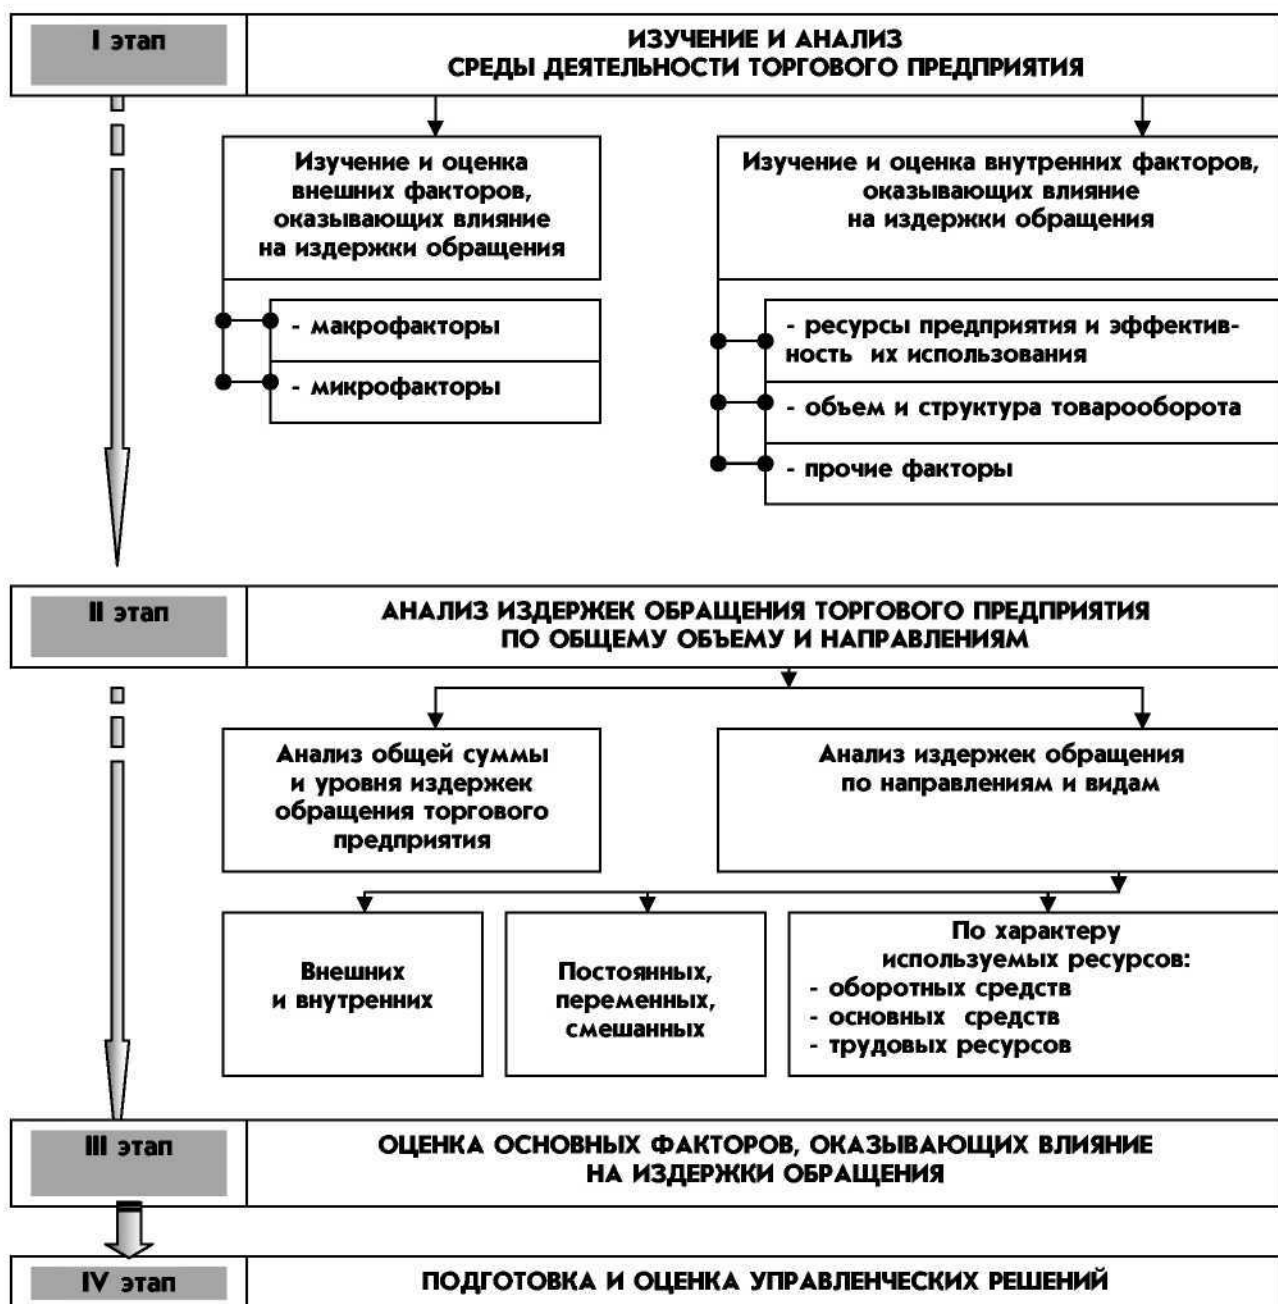 I этап
ИЗУЧЕНИЕ И АНАЛИЗ
СРЕДЫ ДЕЯТЕЛЬНОСТИ ТОРГОВОГО ПРЕДПРИЯТИЯ
Изучение и оценка
внешних факторов,
оказывающих влияние
на издержки обращения
- макрофакторы
- микрофакторы
Изучение и оценка внутренних факторов,
оказывающих влияние
на издержки обращения
- ресурсы предприятия и эффектив-
ность их использования
- объем и структура товарооборота
- прочие факторы
II этап
АНАЛИЗ ИЗДЕРЖЕК ОБРАЩЕНИЯ ТОРГОВОГО ПРЕДПРИЯТИЯ
ПО ОБЩЕМУ ОБЪЕМУ И НАПРАВЛЕНИЯМ
Анализ общей суммы
и уровня издержек
обращения торгового
предприятия
Анализ издержек обращения
по направлениям и видам
Внешних
и внутренних
Постоянных,
переменных,
смешанных
По характеру
используемых ресурсов:
- оборотных средств
- основных средств
- трудовых ресурсов
III этап
ОЦЕНКА ОСНОВНЫХ ФАКТОРОВ, ОКАЗЫВАЮЩИХ ВЛИЯНИЕ
НА ИЗДЕРЖКИ ОБРАЩЕНИЯ
IV этап
ПОДГОТОВКА И ОЦЕНКА УПРАВЛЕНЧЕСКИХ РЕШЕНИЙ